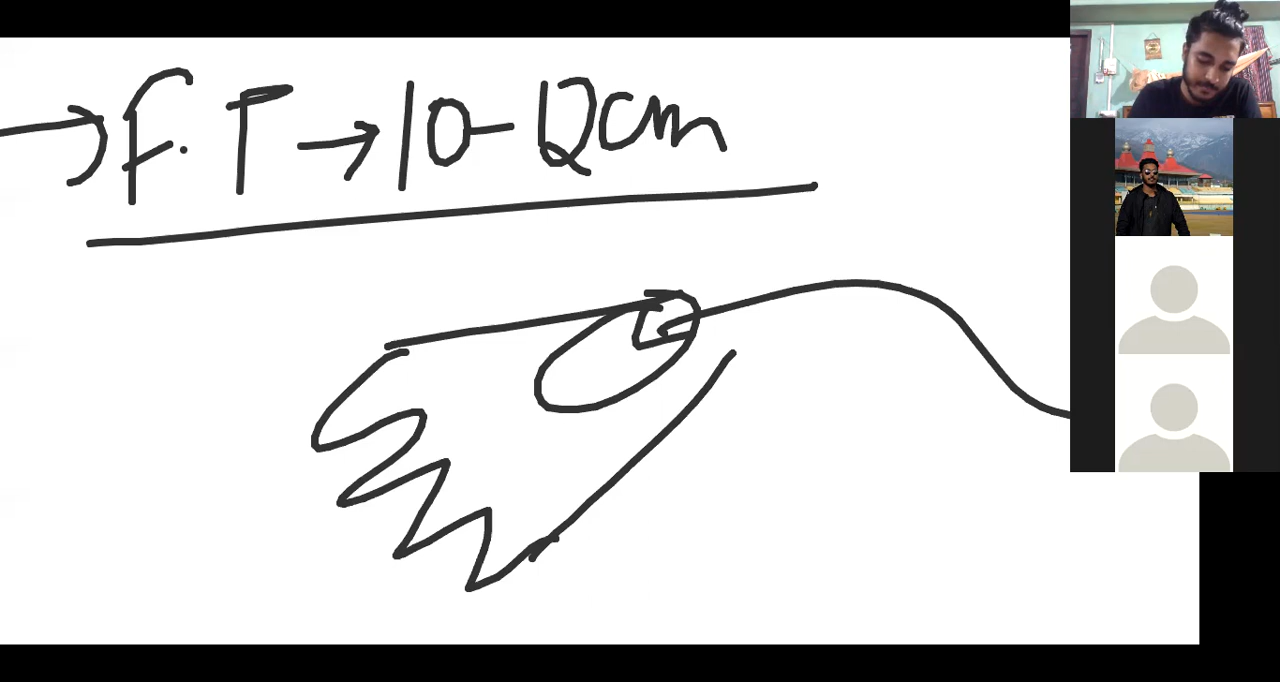 → F. T → 10-12cm